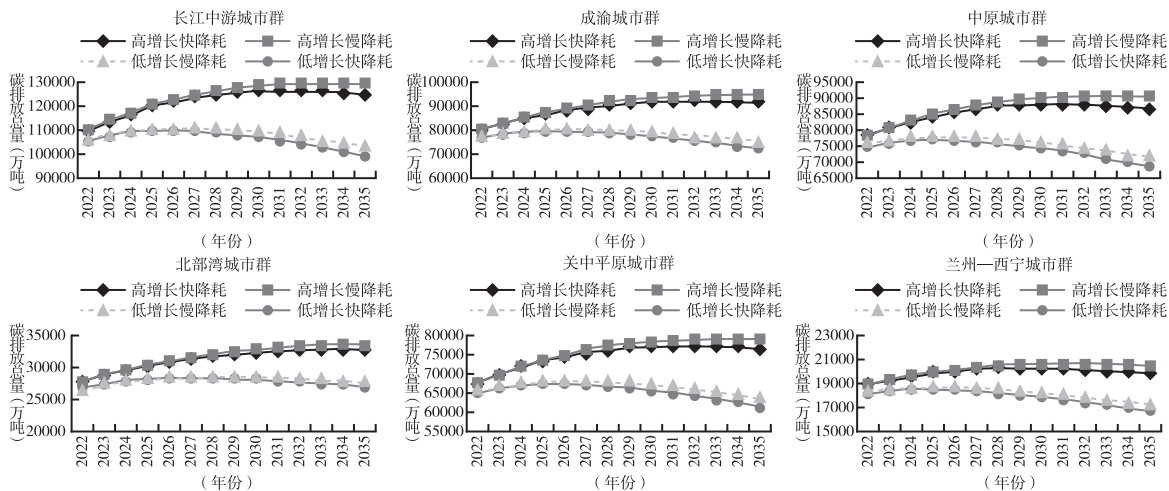 长江中游城市群
高增长快降耗 高增长慢降耗
低增长慢降耗 低增长快降耗
碳排放总量（万吨）
130000
120000
110000
100000
90000
2022 2023 2024 2025 2026 2027 2028 2029 2030 2031 2032 2033 2034 2035
（年份）
成渝城市群
高增长快降耗 高增长慢降耗
低增长慢降耗 低增长快降耗
碳排放总量（万吨）
100000
90000
80000
70000
60000
2022 2023 2024 2025 2026 2027 2028 2029 2030 2031 2032 2033 2034 2035
（年份）
中原城市群
高增长快降耗 高增长慢降耗
低增长慢降耗 低增长快降耗
碳排放总量（万吨）
95000
90000
85000
80000
75000
70000
65000
2022 2023 2024 2025 2026 2027 2028 2029 2030 2031 2032 2033 2034 2035
（年份）
北部湾城市群
高增长快降耗 高增长慢降耗
低增长慢降耗 低增长快降耗
碳排放总量（万吨）
35000
30000
25000
20000
2022 2023 2024 2025 2026 2027 2028 2029 2030 2031 2032 2033 2034 2035
（年份）
关中平原城市群
高增长快降耗 高增长慢降耗
低增长慢降耗 低增长快降耗
碳排放总量（万吨）
80000
75000
70000
65000
60000
55000
2022 2023 2024 2025 2026 2027 2028 2029 2030 2031 2032 2033 2034 2035
（年份）
兰州—西宁城市群
高增长快降耗 高增长慢降耗
低增长慢降耗 低增长快降耗
碳排放总量（万吨）
23000
21000
19000
17000
15000
2022 2023 2024 2025 2026 2027 2028 2029 2030 2031 2032 2033 2034 2035
（年份）